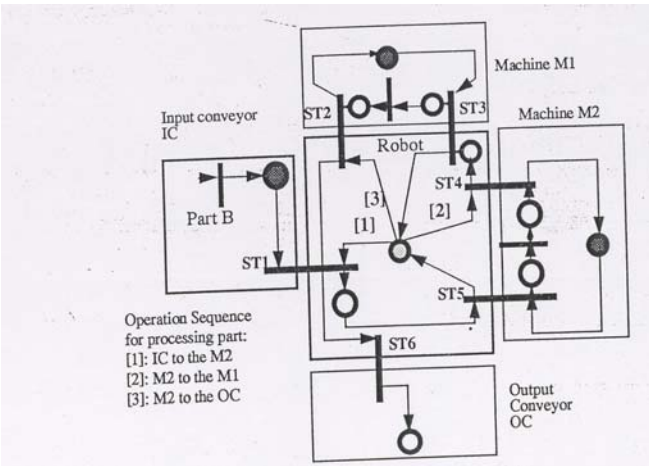 Machine M1
ST2
ST3
Input conveyor
IC
Machine M2
Robot
ST4
[3]
[2]
Part B
[1]
ST1
ST5
Operation Sequence
for processing part:
[1]: IC to the M2
[2]: M2 to the M1
[3]: M2 to the OC
ST6
Output
Conveyor
OC